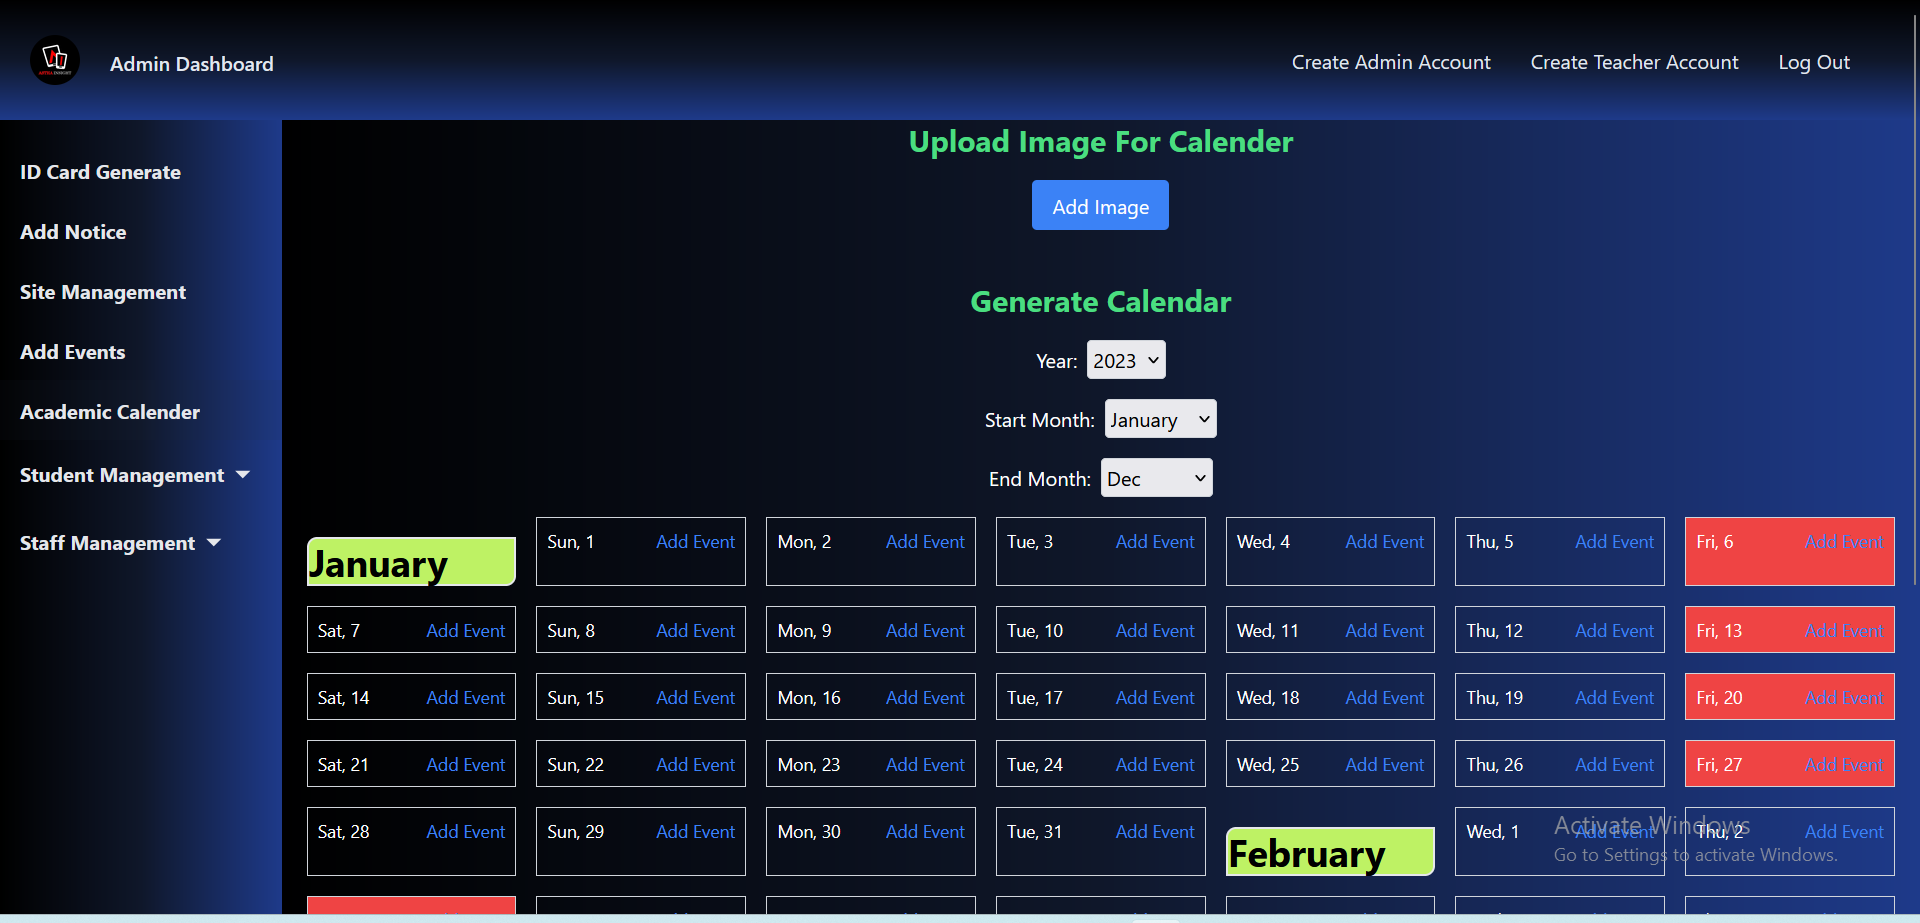 Admin Dashboard
Create Admin Account
Create Teacher Account
Log Out
ID Card Generate
Add Notice
Site Management
Add Events
Academic Calender
Student Management
Staff Management
Upload Image For Calender
Add Image
Generate Calendar
Year: 2023
Start Month: January
End Month: Dec
January
Sun, 1 Add Event
Mon, 2 Add Event
Tue, 3 Add Event
Wed, 4 Add Event
Thu, 5 Add Event
Fri, 6 Add Event
Sat, 7 Add Event
Sun, 8 Add Event
Mon, 9 Add Event
Tue, 10 Add Event
Wed, 11 Add Event
Thu, 12 Add Event
Fri, 13 Add Event
Sat, 14 Add Event
Sun, 15 Add Event
Mon, 16 Add Event
Tue, 17 Add Event
Wed, 18 Add Event
Thu, 19 Add Event
Fri, 20 Add Event
Sat, 21 Add Event
Sun, 22 Add Event
Mon, 23 Add Event
Tue, 24 Add Event
Wed, 25 Add Event
Thu, 26 Add Event
Fri, 27 Add Event
Sat, 28 Add Event
Sun, 29 Add Event
Mon, 30 Add Event
Tue, 31 Add Event
February
Wed, 1 Add Event
Thu, 2 Add Event
Activate Windows
Go to Settings to activate Windows.